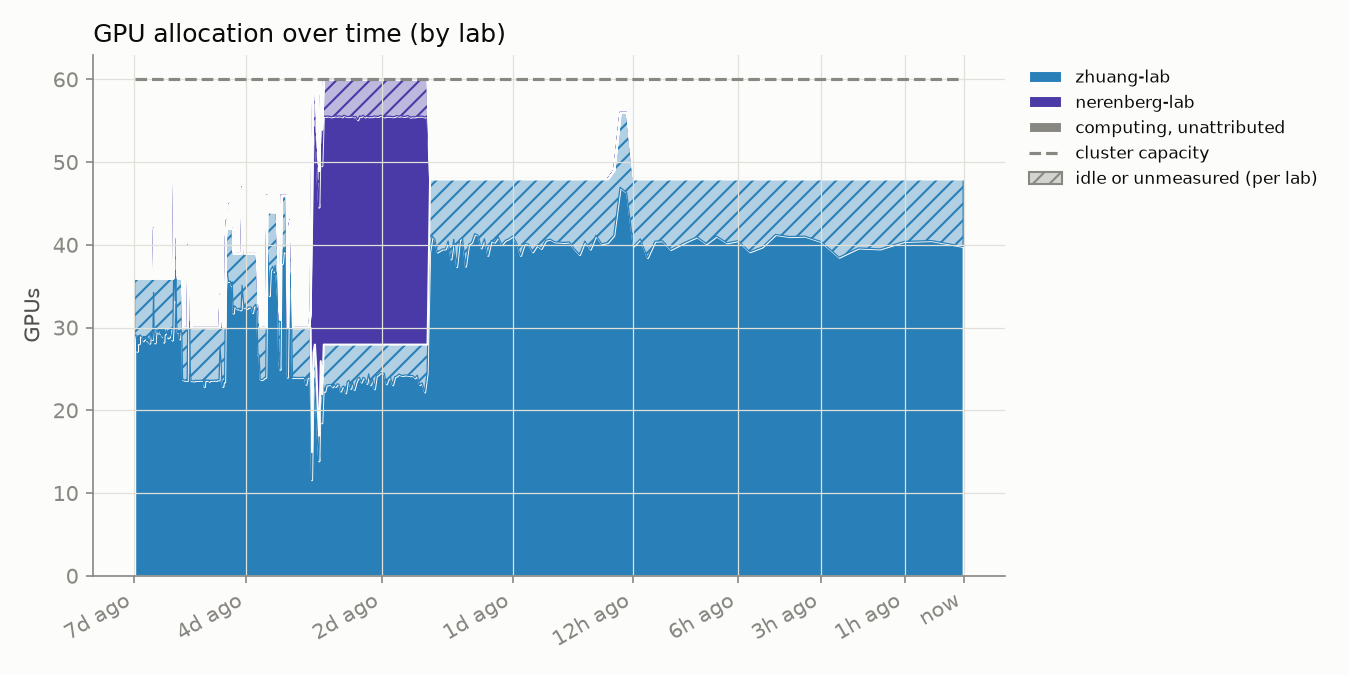 GPU allocation over time (by lab)
60
50
40
30
20
10
0
GPUs
7d ago
4d ago
2d ago
1d ago
12h ago
6h ago
3h ago
1h ago
now
zhuang-lab
nerenberg-lab
computing, unattributed
cluster capacity
idle or unmeasured (per lab)